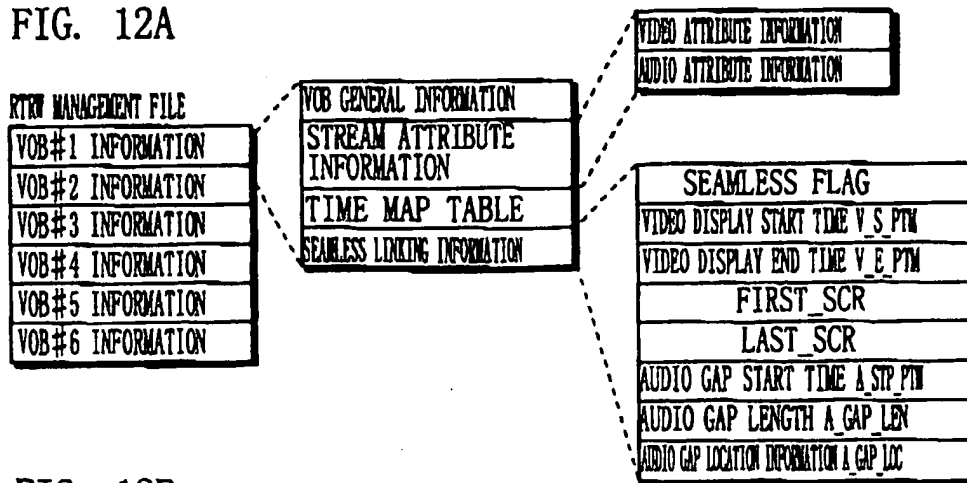 FIG. 12A
RTRW MANAGEMENT FILE
VOB#1 INFORMATION
VOB#2 INFORMATION
VOB#3 INFORMATION
VOB#4 INFORMATION
VOB#5 INFORMATION
VOB#6 INFORMATION
VOB GENERAL INFORMATION
STREAM ATTRIBUTE
INFORMATION
TIME MAP TABLE
SEAMLESS LINKING INFORMATION
VIDEO ATTRIBUTE INFORMATION
AUDIO ATTRIBUTE INFORMATION
SEAMLESS FLAG
VIDEO DISPLAY START TIME V_S_PTM
VIDEO DISPLAY END TIME V_E_PTM
FIRST_SCR
LAST_SCR
AUDIO GAP START TIME A_STP_PTM
AUDIO GAP LENGTH A_GAP_LEN
AUDIO GAP LOCATION INFORMATION A_GAP_LOC